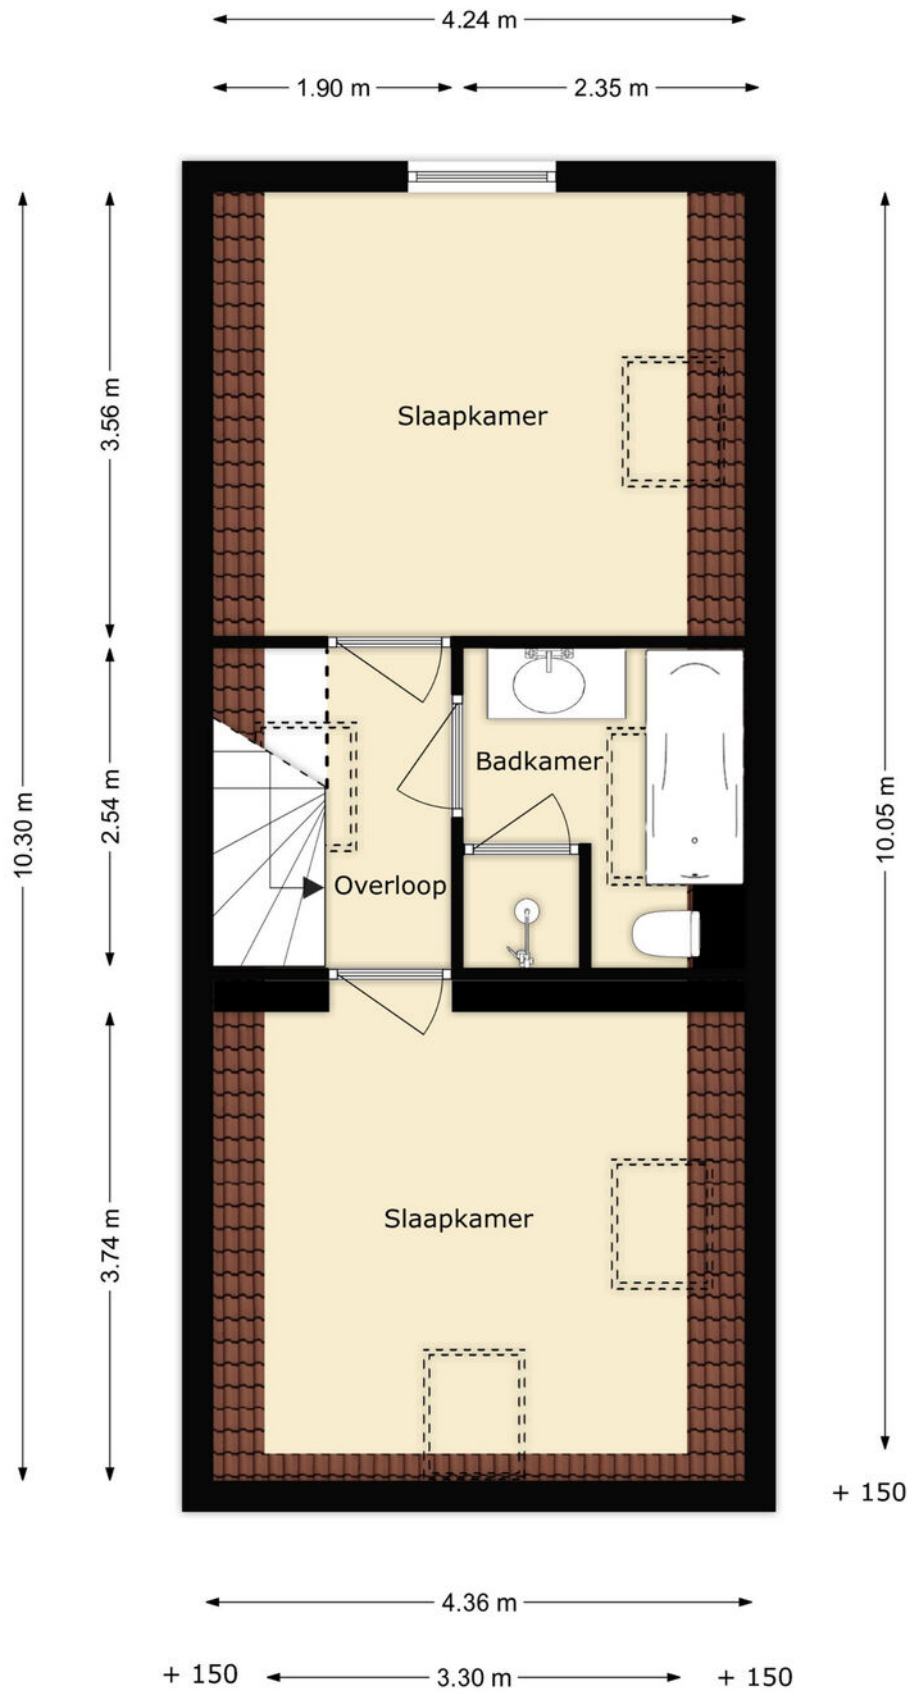 4.24 m
1.90 m
2.35 m
3.56 m
Slaapkamer
Badkamer
2.54 m
10.30 m
10.05 m
Overloop
3.74 m
Slaapkamer
+ 150
4.36 m
+ 150
3.30 m
+ 150